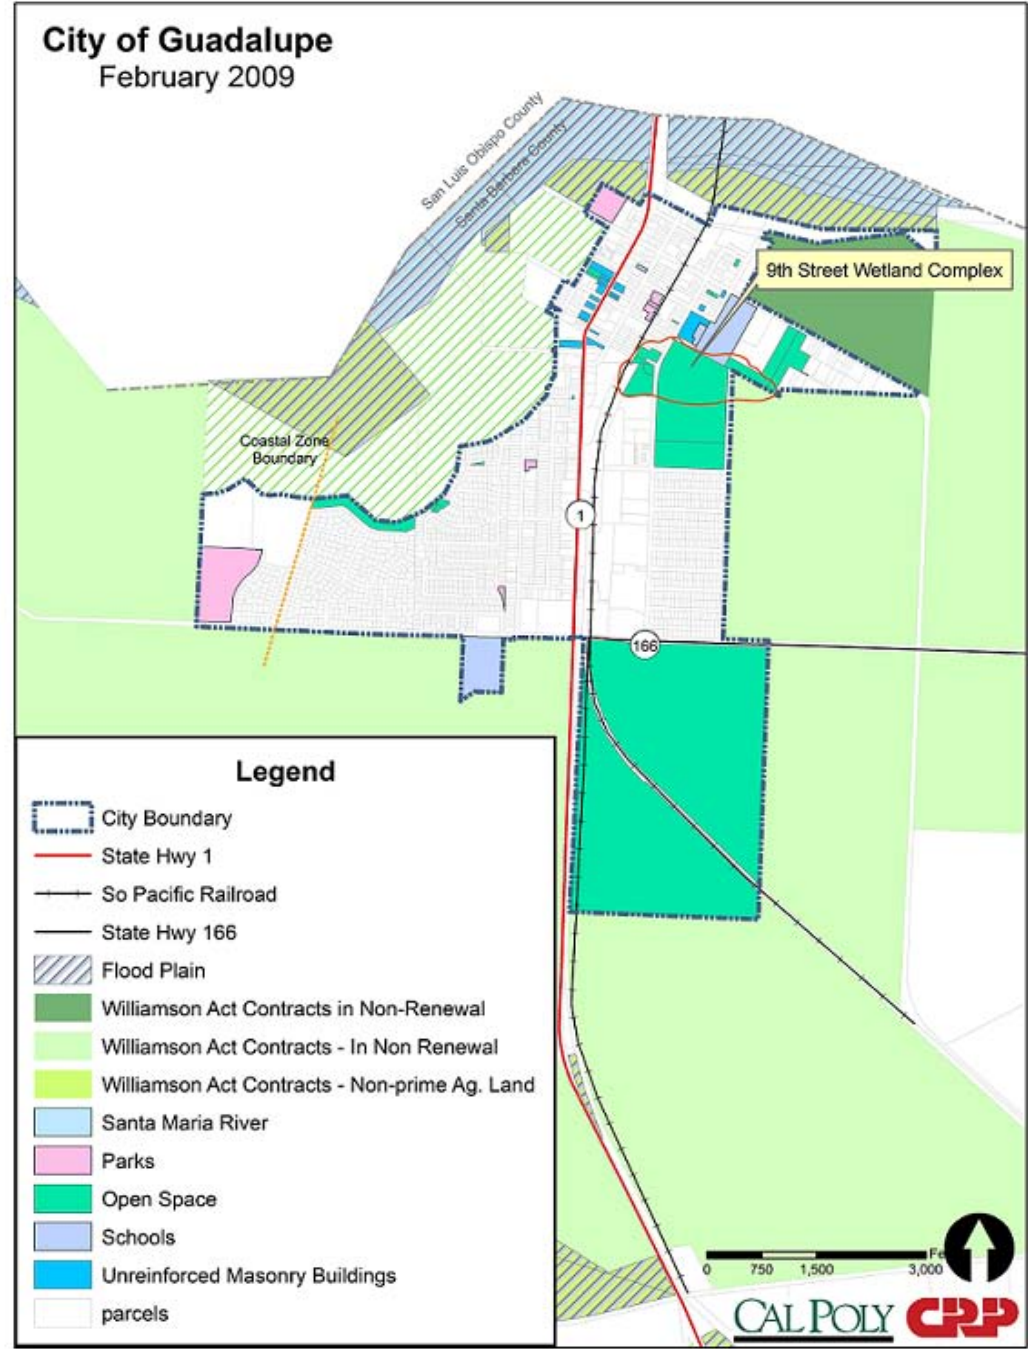 City of Guadalupe
February 2009
San Luis Obispo County
Santa Barbara County
9th Street Wetland Complex
Coastal Zone
Boundary
1
166
Legend
City Boundary
State Hwy 1
So Pacific Railroad
State Hwy 166
Flood Plain
Williamson Act Contracts in Non-Renewal
Williamson Act Contracts - In Non Renewal
Williamson Act Contracts - Non-prime Ag. Land
Santa Maria River
Parks
Open Space
Schools
Unreinforced Masonry Buildings
parcels
Fe
0 750 1,500 3,000
CAL POLY CRP